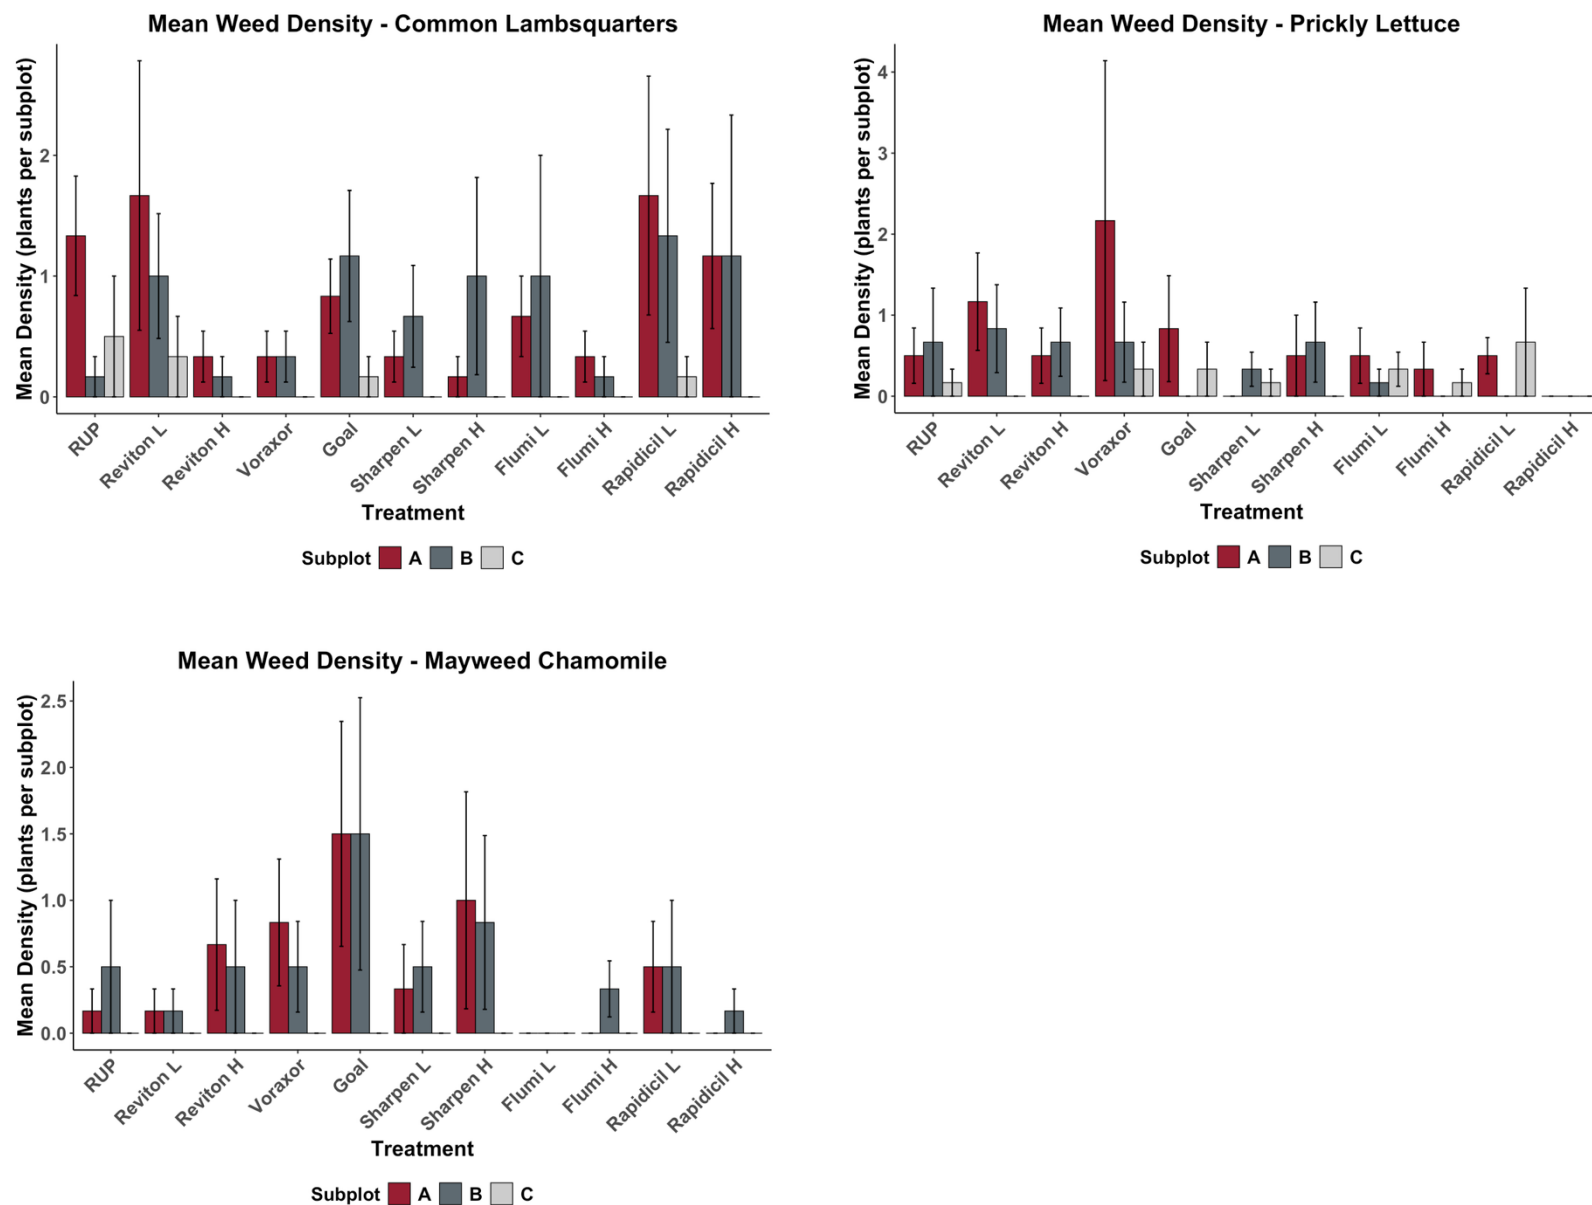 Mean Weed Density - Common Lambsquarters
Mean Density (plants per subplot)
2
1
0
RUP
Reviton L
Reviton H
Voraxor
Goal
Sharpen L
Sharpen H
Flumi L
Flumi H
Rapidicil L
Rapidicil H
Treatment
Subplot A B C
Mean Weed Density - Prickly Lettuce
Mean Density (plants per subplot)
4
3
2
1
0
RUP
Reviton L
Reviton H
Voraxor
Goal
Sharpen L
Sharpen H
Flumi L
Flumi H
Rapidicil L
Rapidicil H
Treatment
Subplot A B C
Mean Weed Density - Mayweed Chamomile
Mean Density (plants per subplot)
2.5
2.0
1.5
1.0
0.5
0.0
RUP
Reviton L
Reviton H
Voraxor
Goal
Sharpen L
Sharpen H
Flumi L
Flumi H
Rapidicil L
Rapidicil H
Treatment
Subplot A B C